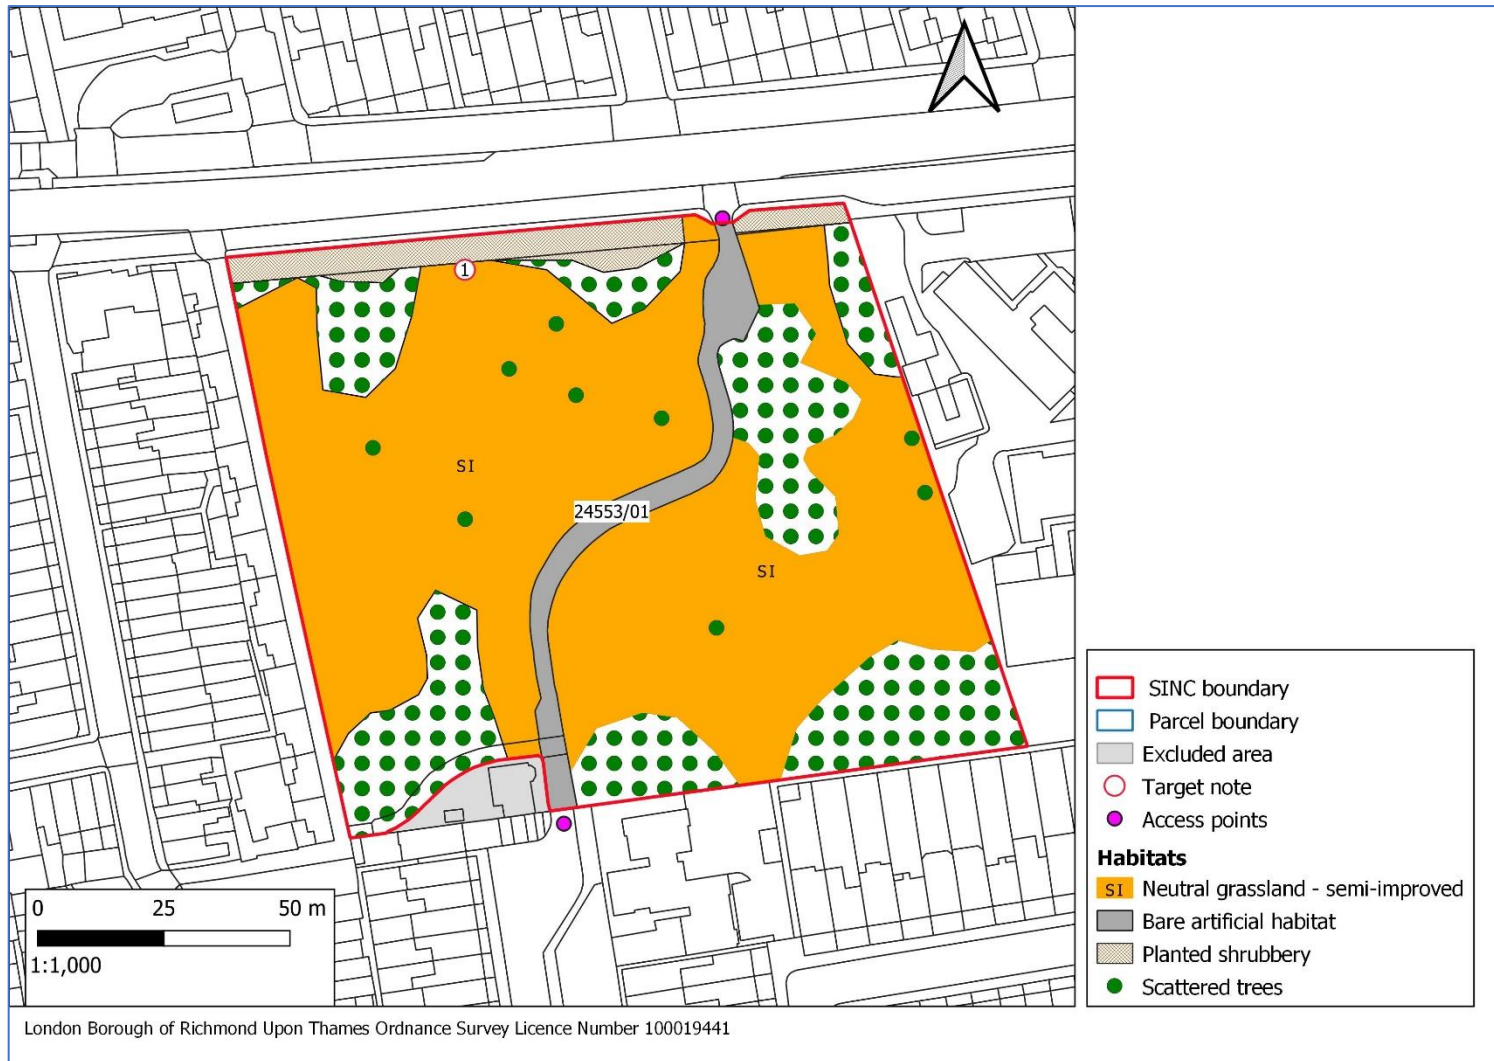 1
SI
24553/01
SI
0 25 50 m
1:1,000
SINC boundary
Parcel boundary
Excluded area
Target note
Access points
Habitats
SI Neutral grassland - semi-improved
Bare artificial habitat
Planted shrubbery
Scattered trees
London Borough of Richmond Upon Thames Ordnance Survey Licence Number 100019441